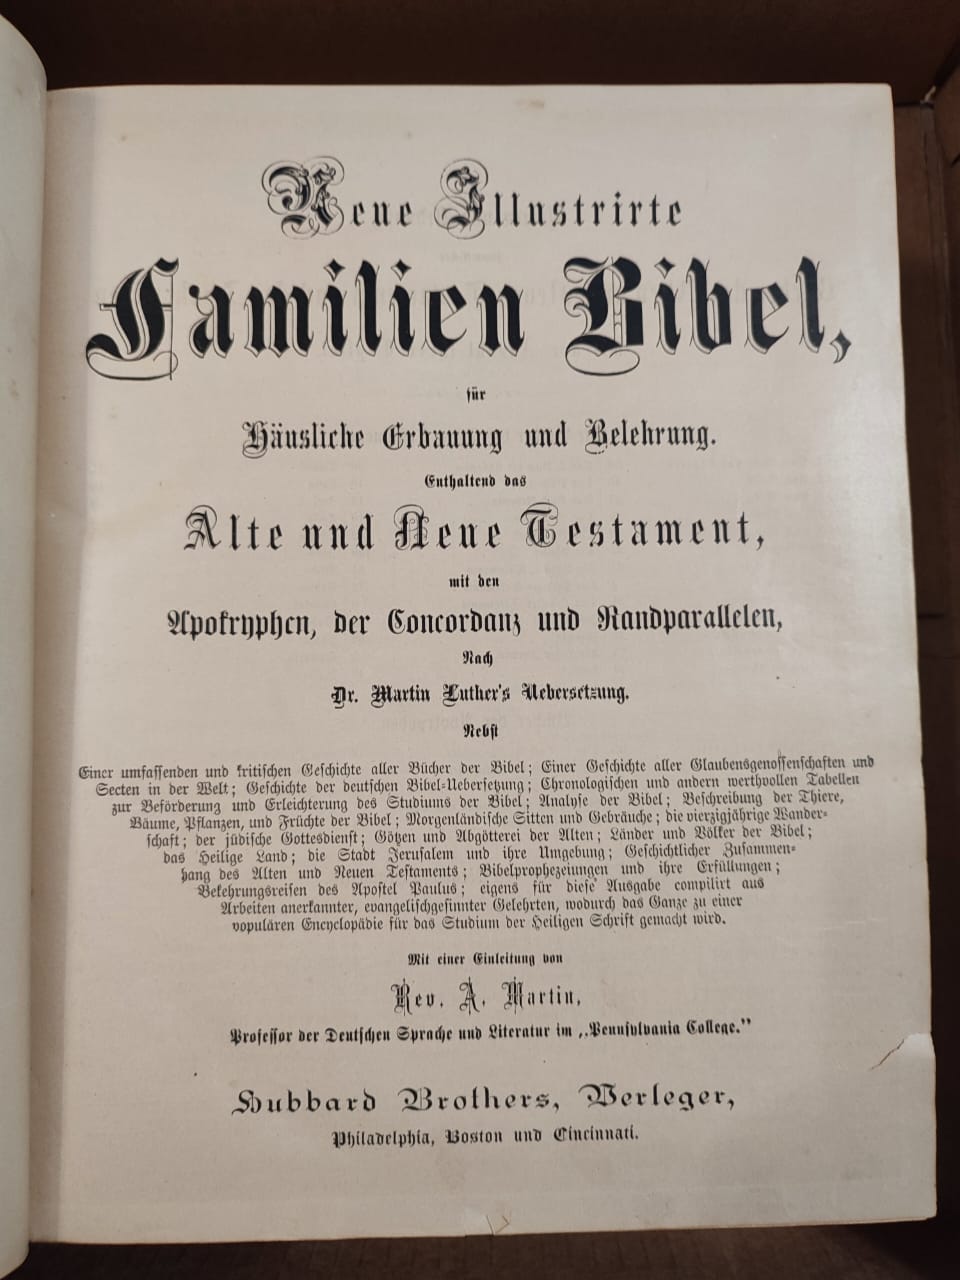 Neue Illustrirte
Familien Bibel,
für
Häusliche Erbauung und Belehrung.
Enthaltend das
Alte und Neue Testament,
mit den
Apokryphen, der Concordanz und Randparallelen,
Nach
Dr. Martin Luther's Uebersetzung.
Nebst
Einer umfassenden und kritischen Geschichte aller Bücher der Bibel; Einer Geschichte aller Glaubensgenossenschaften und
Secten in der Welt; Geschichte der deutschen Bibel-Uebersetzung; Chronologischen und andern werthvollen Tabellen
zur Beförderung und Erleichterung des Studiums der Bibel; Analyse der Bibel; Beschreibung der Thiere,
Bäume, Pflanzen, und Früchte der Bibel; Morgenländische Sitten und Gebräuche; die vierzigjährige Wander-
schaft; der jüdische Gottesdienst; Götzen und Abgötterei der Alten; Länder und Völker der Bibel;
das Heilige Land; die Stadt Jerusalem und ihre Umgebung; Geschichtlicher Zusammen-
hang des Alten und Neuen Testaments; Bibelprophezeiungen und ihre Erfüllungen;
Bekehrungsreisen des Apostel Paulus; eigens für diese Ausgabe compilirt aus
Arbeiten anerkannter, evangelischgesinnter Gelehrten, wodurch das Ganze zu einer
populären Encyclopädie für das Studium der Heiligen Schrift gemacht wird.
Mit einer Einleitung von
Rev. A. Martin,
Professor der Deutschen Sprache und Literatur im „Pennsylvania College."
Hubbard Brothers, Verleger,
Philadelphia, Boston und Cincinnati.